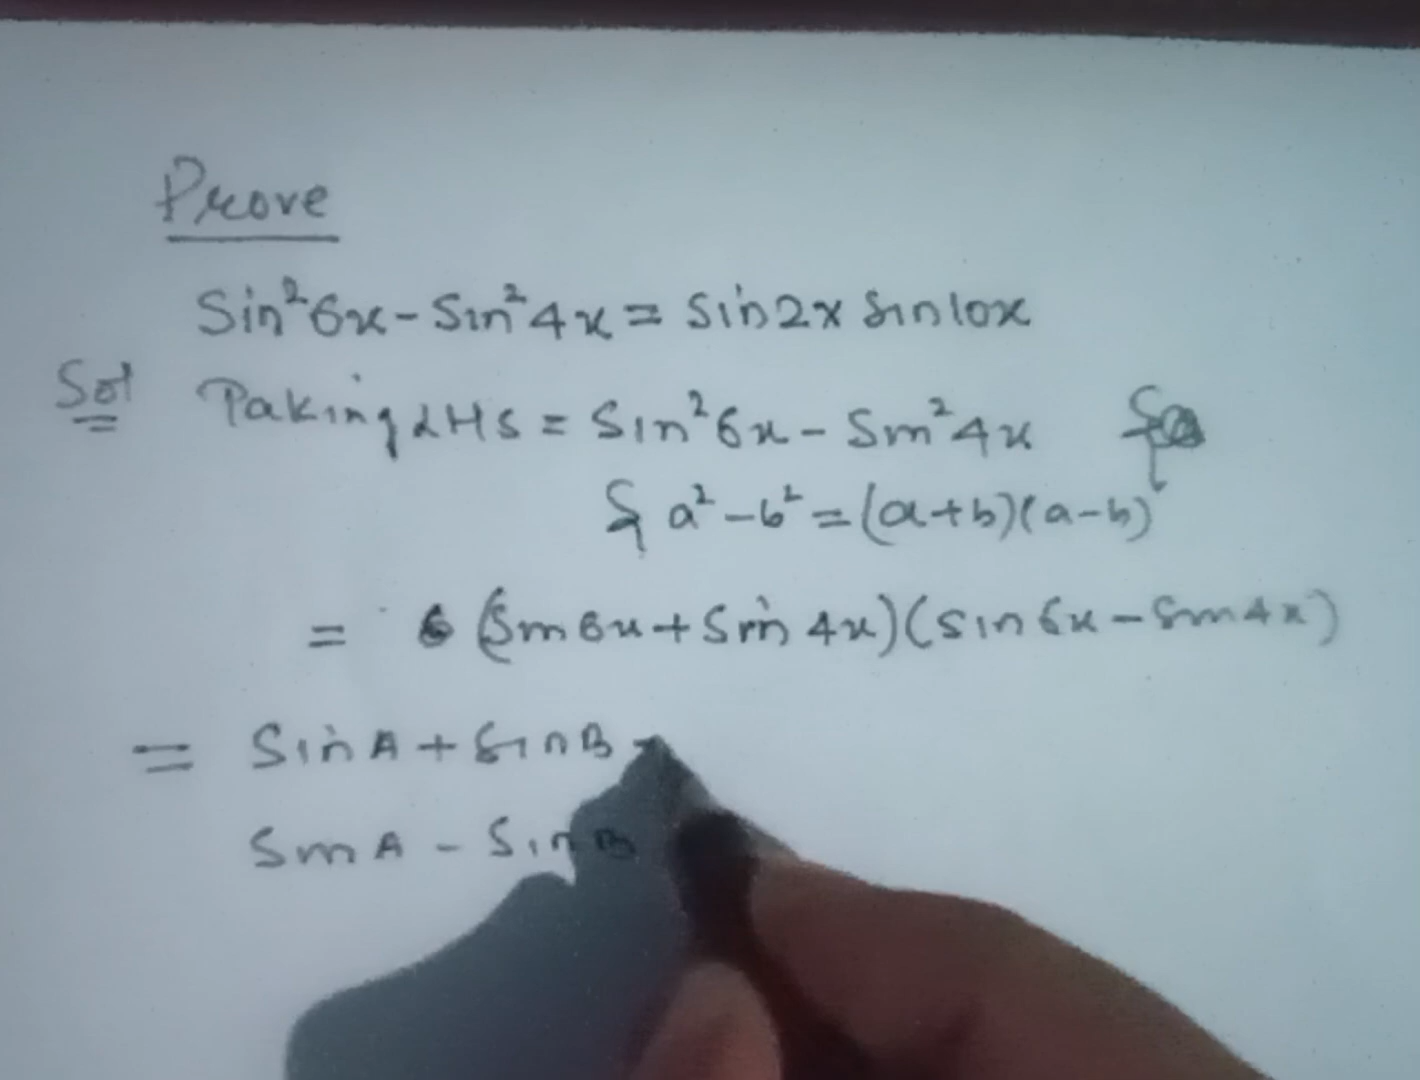 Prove
Sin²6x - Sin²4x = Sin2x Sin10x
Sol Taking LHS = Sin²6x - Sin²4x
{ a² - b² = (a+b)(a-b)
= (Sin6x + Sin4x)(Sin6x - Sin4x)
= SinA + SinB =
SinA - SinB